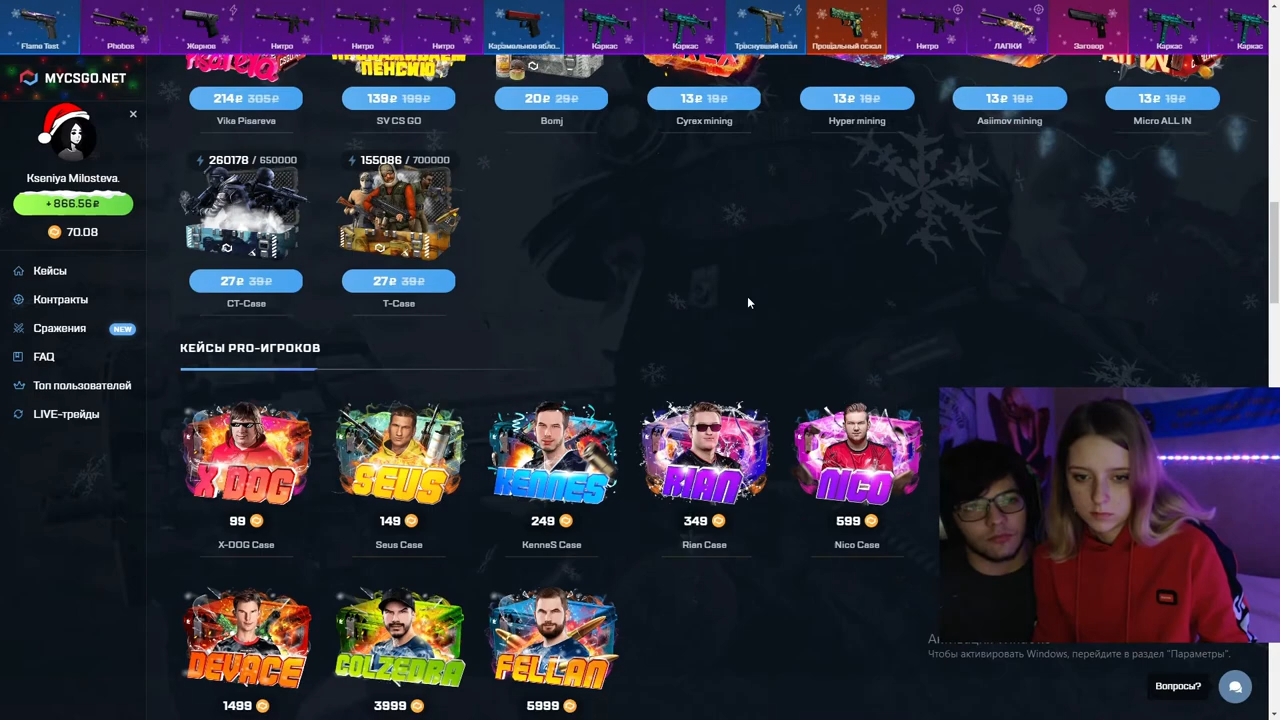 Flame Test
Phobos
Жернов
Нитро
Нитро
Нитро
Карамельное ябло...
Каркас
Каркас
Треснувший опал
Прощальный оскал
Нитро
ЛАПКИ
Заговор
Каркас
Каркас
MYCSGO.NET
Kseniya Milosteva.
+ 866.56₽
70.08
Кейсы
Контракты
Сражения NEW
FAQ
Топ пользователей
LIVE-трейды
ПЕНСИЮ
214₽ 305₽
139₽ 199₽
20₽ 29₽
13₽ 19₽
13₽ 19₽
13₽ 19₽
13₽ 19₽
Vika Pisareva
SV CS GO
Bomj
Cyrex mining
Hyper mining
Asiimov mining
Micro ALL IN
260178 / 650000
155086 / 700000
27₽ 39₽
27₽ 39₽
CT-Case
T-Case
КЕЙСЫ PRO-ИГРОКОВ
X-DOG
SEUS
KENNES
RIAN
NICO
99
149
249
349
599
X-DOG Case
Seus Case
KenneS Case
Rian Case
Nico Case
DEVAGE
COLZEDRA
FELLAN
1499
3999
5999
Чтобы активировать Windows, перейдите в раздел "Параметры".
Вопросы?